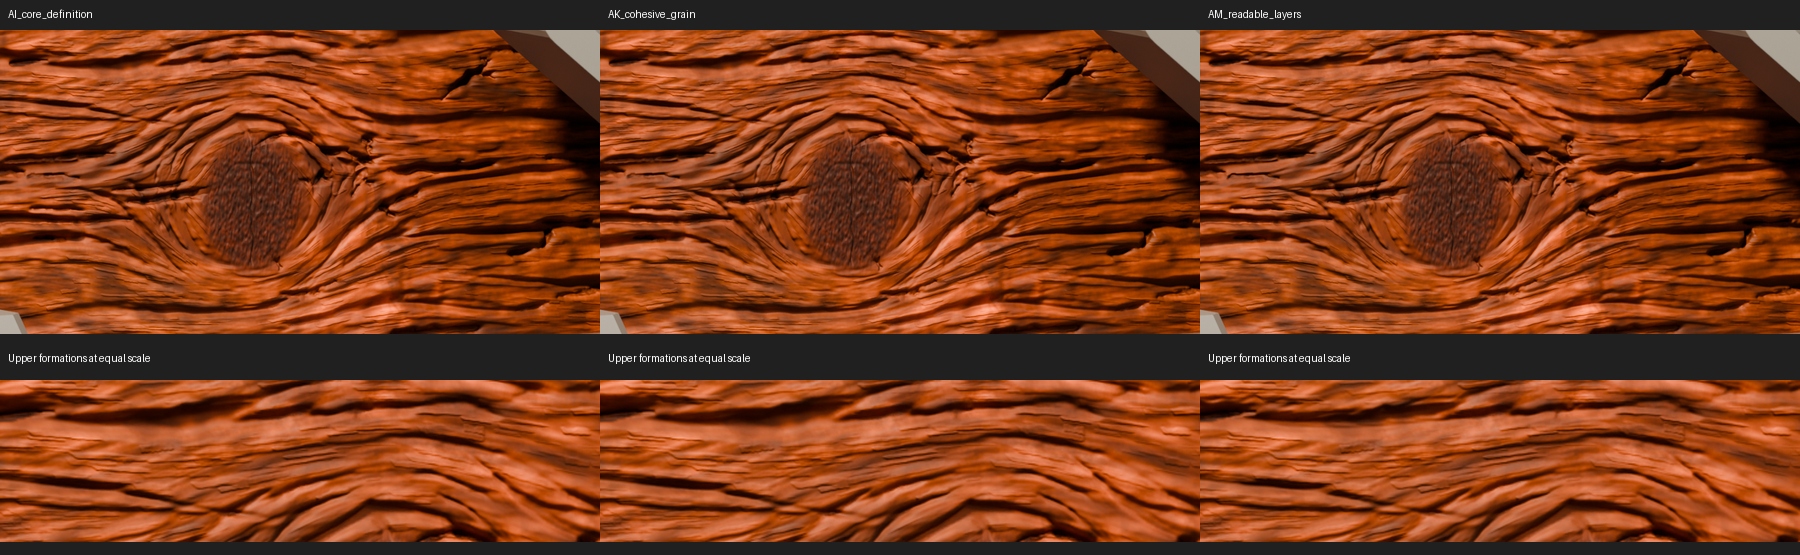 AI_core_definition
AK_cohesive_grain
AM_readable_layers
Upper formations at equal scale
Upper formations at equal scale
Upper formations at equal scale